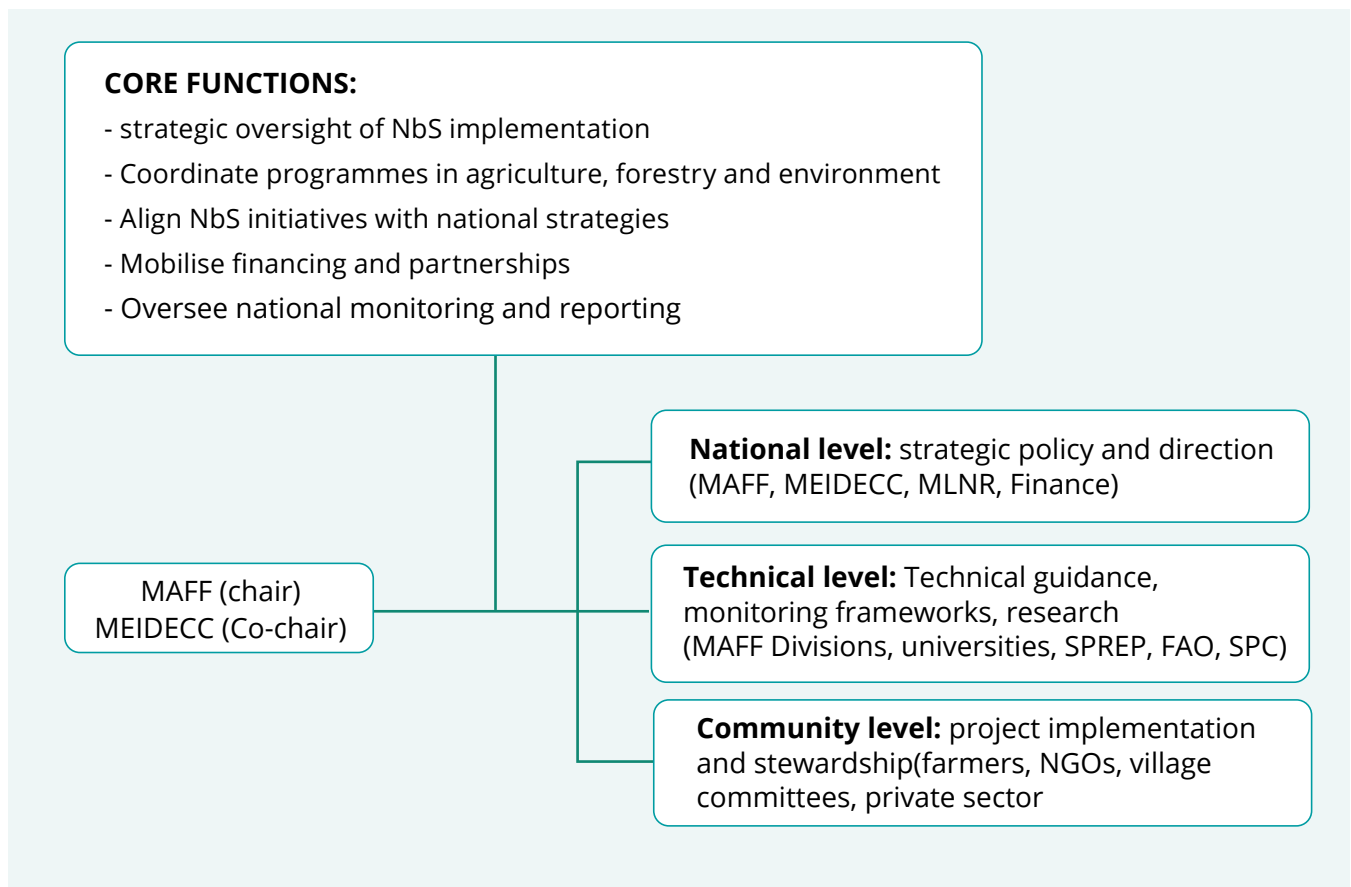 CORE FUNCTIONS:
- strategic oversight of NbS implementation
- Coordinate programmes in agriculture, forestry and environment
- Align NbS initiatives with national strategies
- Mobilise financing and partnerships
- Oversee national monitoring and reporting
MAFF (chair)
MEIDECC (Co-chair)
National level: strategic policy and direction
(MAFF, MEIDECC, MLNR, Finance)
Technical level: Technical guidance,
monitoring frameworks, research
(MAFF Divisions, universities, SPREP, FAO, SPC)
Community level: project implementation
and stewardship(farmers, NGOs, village
committees, private sector